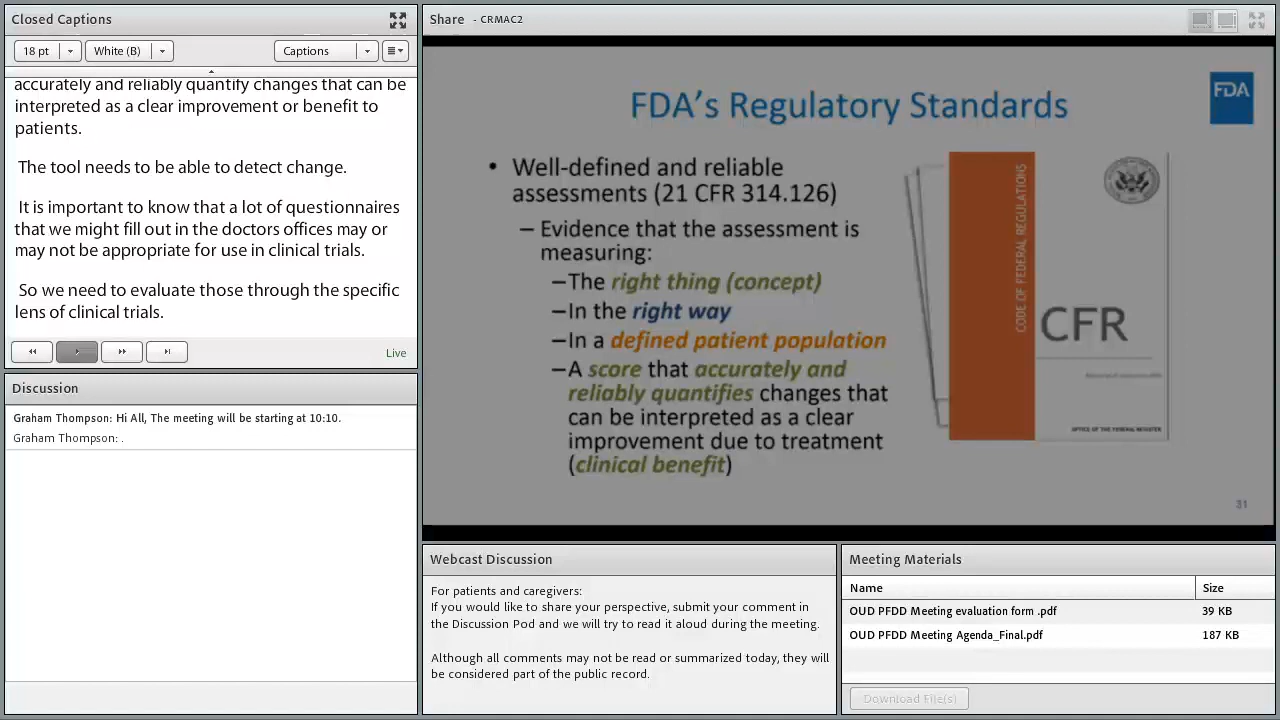 Closed Captions
18 pt
White (B)
Captions
accurately and reliably quantify changes that can be
interpreted as a clear improvement or benefit to
patients.
The tool needs to be able to detect change.
It is important to know that a lot of questionnaires
that we might fill out in the doctors offices may or
may not be appropriate for use in clinical trials.
So we need to evaluate those through the specific
lens of clinical trials.
Live
Discussion
Graham Thompson: Hi All, The meeting will be starting at 10:10.
Graham Thompson: .
Share - CRMAC2
FDA's Regulatory Standards
FDA
• Well-defined and reliable
assessments (21 CFR 314.126)
– Evidence that the assessment is
measuring:
–The right thing (concept)
–In the right way
–In a defined patient population
–A score that accurately and
reliably quantifies changes that
can be interpreted as a clear
improvement due to treatment
(clinical benefit)
CODE OF FEDERAL REGULATIONS
CFR
OFFICE OF THE FEDERAL REGISTER
31
Webcast Discussion
For patients and caregivers:
If you would like to share your perspective, submit your comment in
the Discussion Pod and we will try to read it aloud during the meeting.
Although all comments may not be read or summarized today, they will
be considered part of the public record.
Meeting Materials
Name Size
OUD PFDD Meeting evaluation form .pdf 39 KB
OUD PFDD Meeting Agenda_Final.pdf 187 KB
Download File(s)